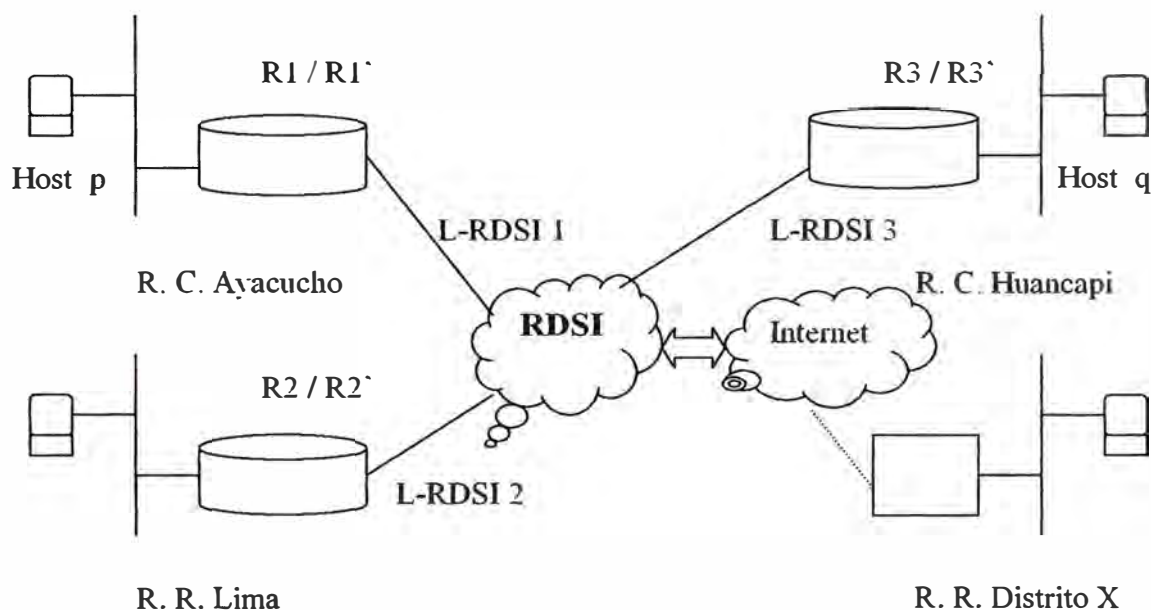 R1 / R1`
R3 / R3`
Host p
Host q
L-RDSI 1
L-RDSI 3
R. C. Ayacucho
R. C. Huancapi
RDSI
Internet
R2 / R2`
L-RDSI 2
R. R. Lima
R. R. Distrito X